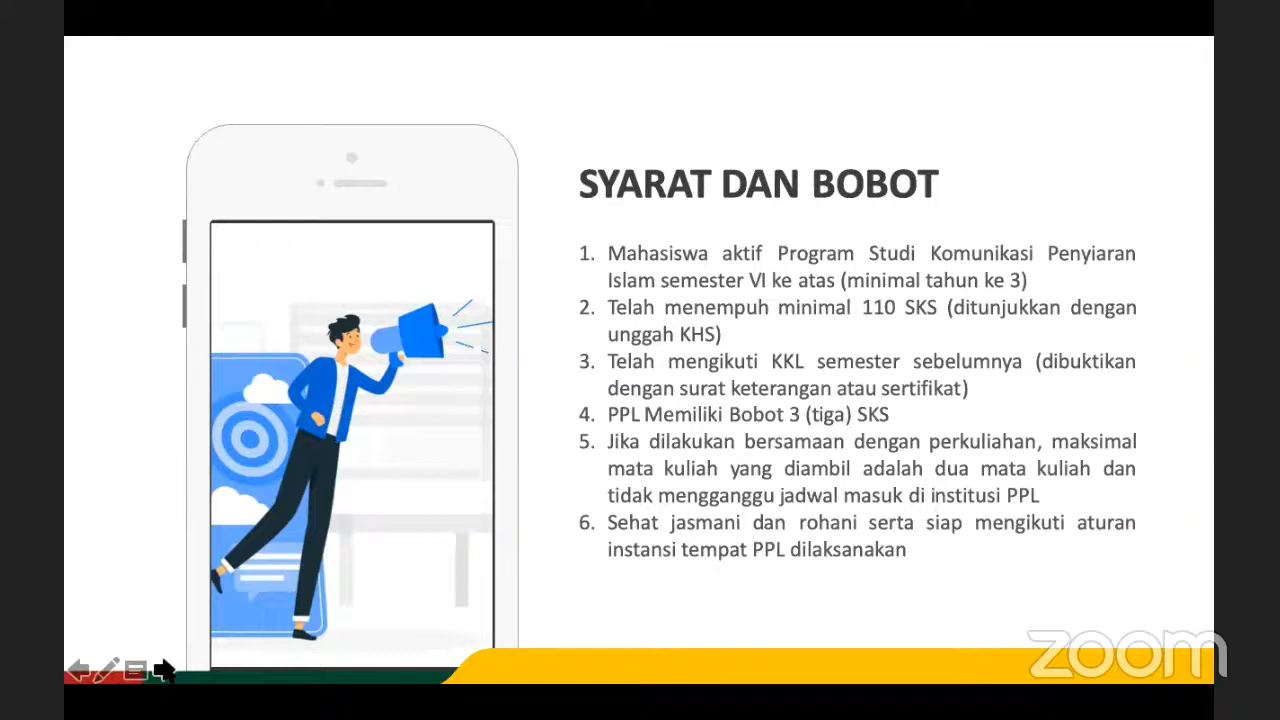 SYARAT DAN BOBOT
1. Mahasiswa aktif Program Studi Komunikasi Penyiaran
Islam semester VI ke atas (minimal tahun ke 3)
2. Telah menempuh minimal 110 SKS (ditunjukkan dengan
unggah KHS)
3. Telah mengikuti KKL semester sebelumnya (dibuktikan
dengan surat keterangan atau sertifikat)
4. PPL Memiliki Bobot 3 (tiga) SKS
5. Jika dilakukan bersamaan dengan perkuliahan, maksimal
mata kuliah yang diambil adalah dua mata kuliah dan
tidak mengganggu jadwal masuk di institusi PPL
6. Sehat jasmani dan rohani serta siap mengikuti aturan
instansi tempat PPL dilaksanakan
zoom